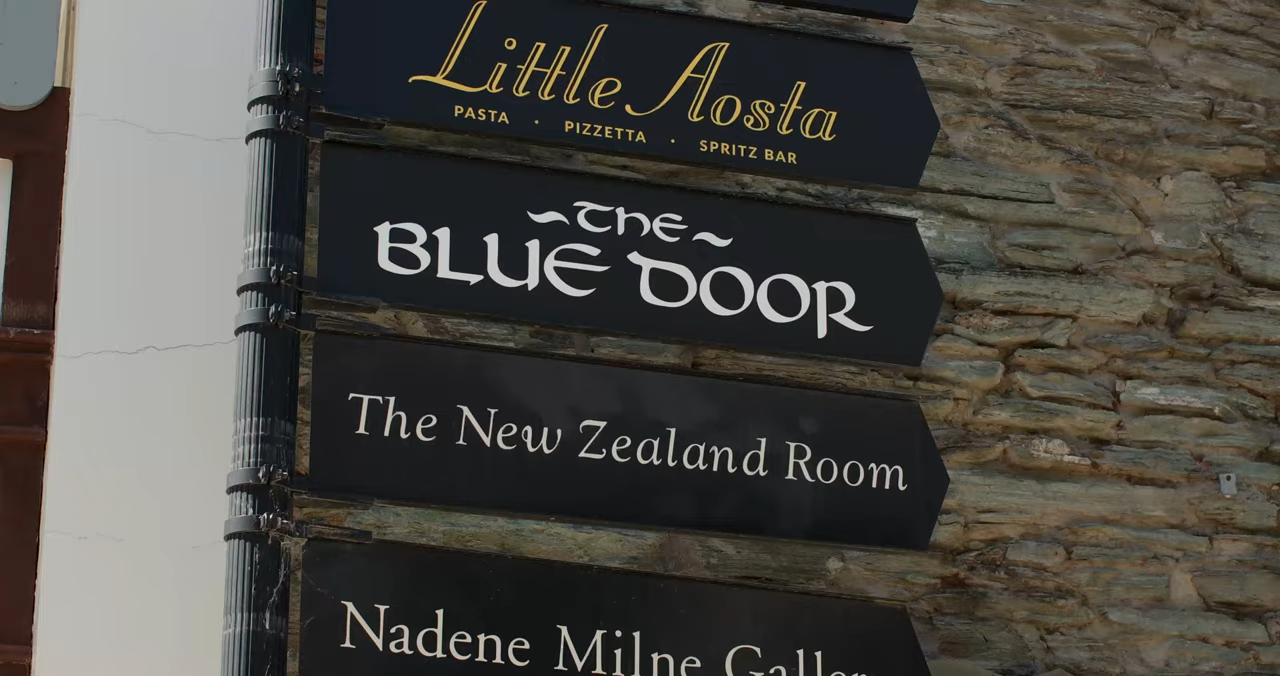 Little Aosta
PASTA · PIZZETTA · SPRITZ BAR
~THE~
BLUE DOOR
The New Zealand Room
Nadene Milne